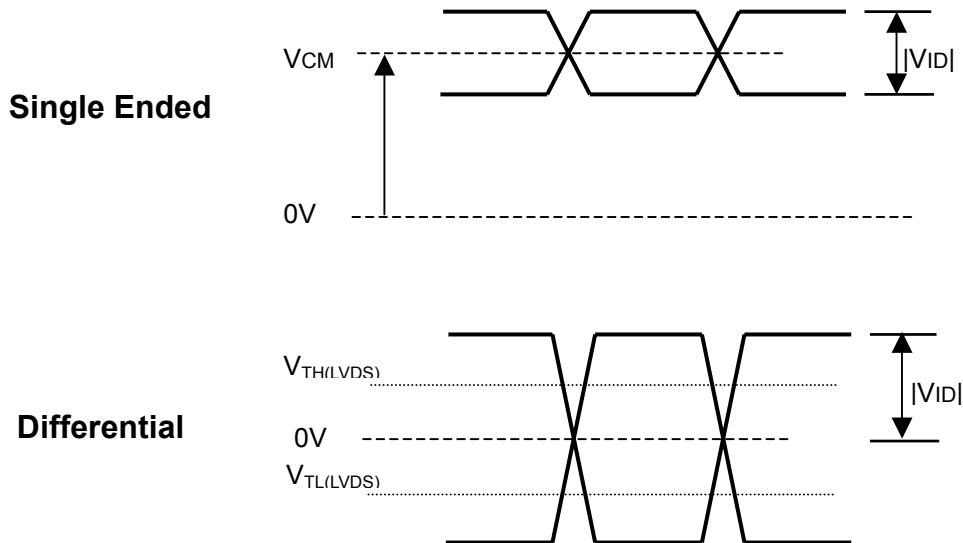 VCM
|VID|
Single Ended
0V
VTH(LVDS)
|VID|
Differential
0V
VTL(LVDS)